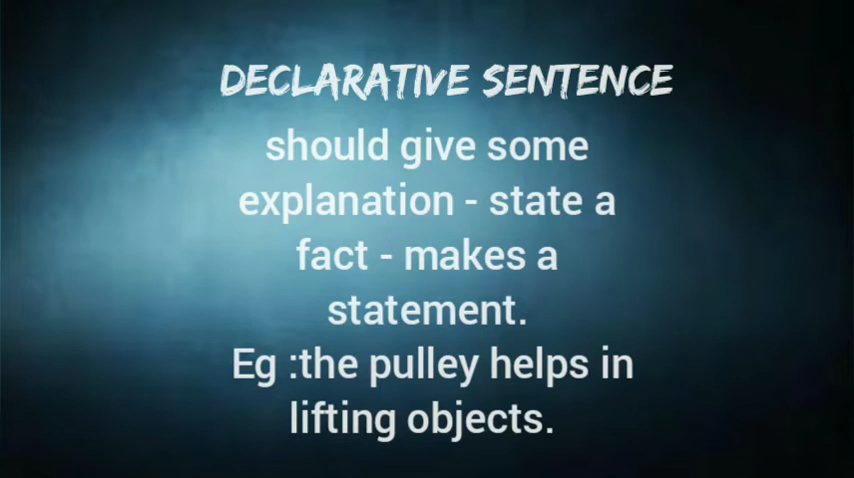 DECLARATIVE SENTENCE
should give some
explanation - state a
fact - makes a
statement.
Eg :the pulley helps in
lifting objects.